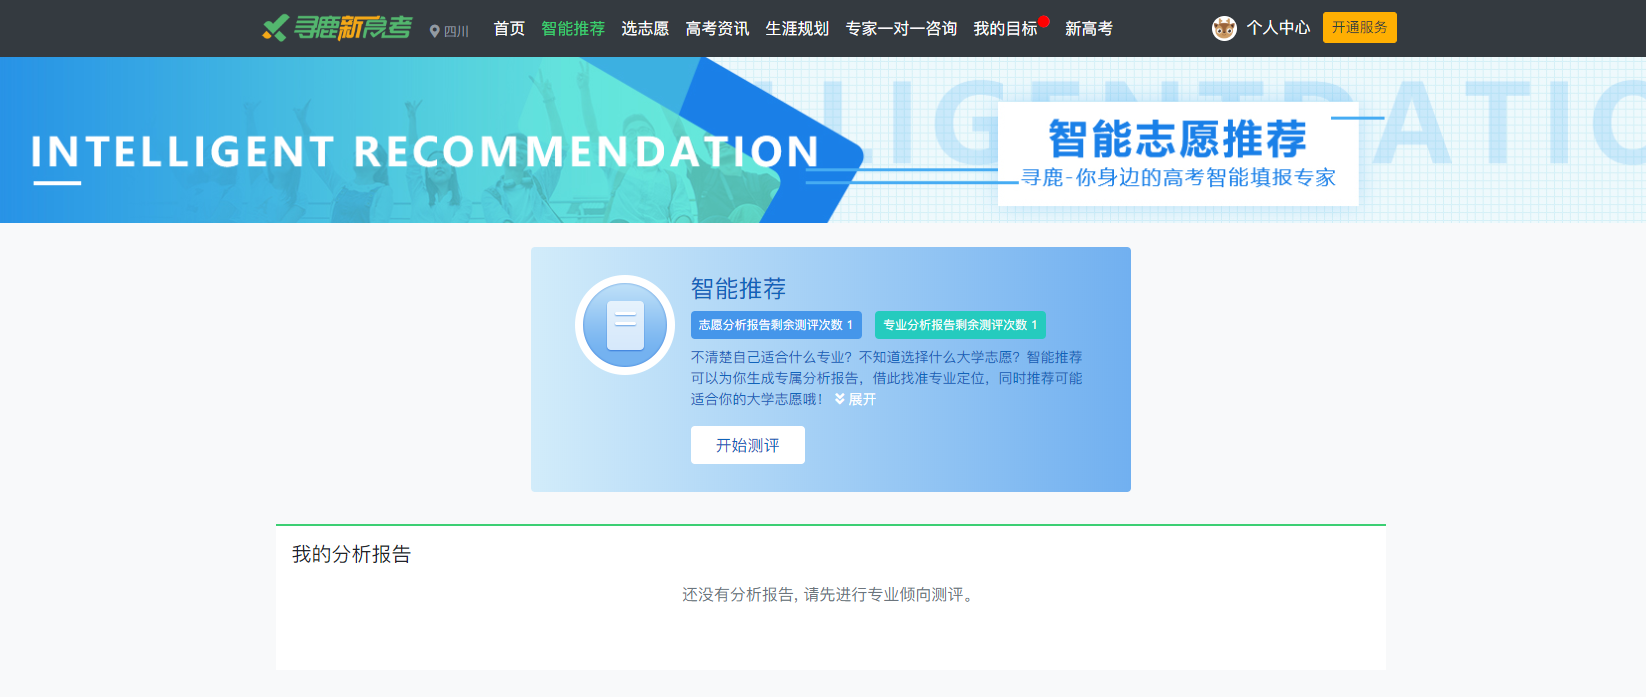 寻鹿新高考 四川 首页 智能推荐 选志愿 高考资讯 生涯规划 专家一对一咨询 我的目标 新高考 个人中心 开通服务
INTELLIGENT RECOMMENDATION
智能志愿推荐
寻鹿-你身边的高考智能填报专家
智能推荐
志愿分析报告剩余测评次数 1 专业分析报告剩余测评次数 1
不清楚自己适合什么专业？不知道选择什么大学志愿？智能推荐
可以为你生成专属分析报告，借此找准专业定位，同时推荐可能
适合你的大学志愿哦！ 展开
开始测评
我的分析报告
还没有分析报告, 请先进行专业倾向测评。